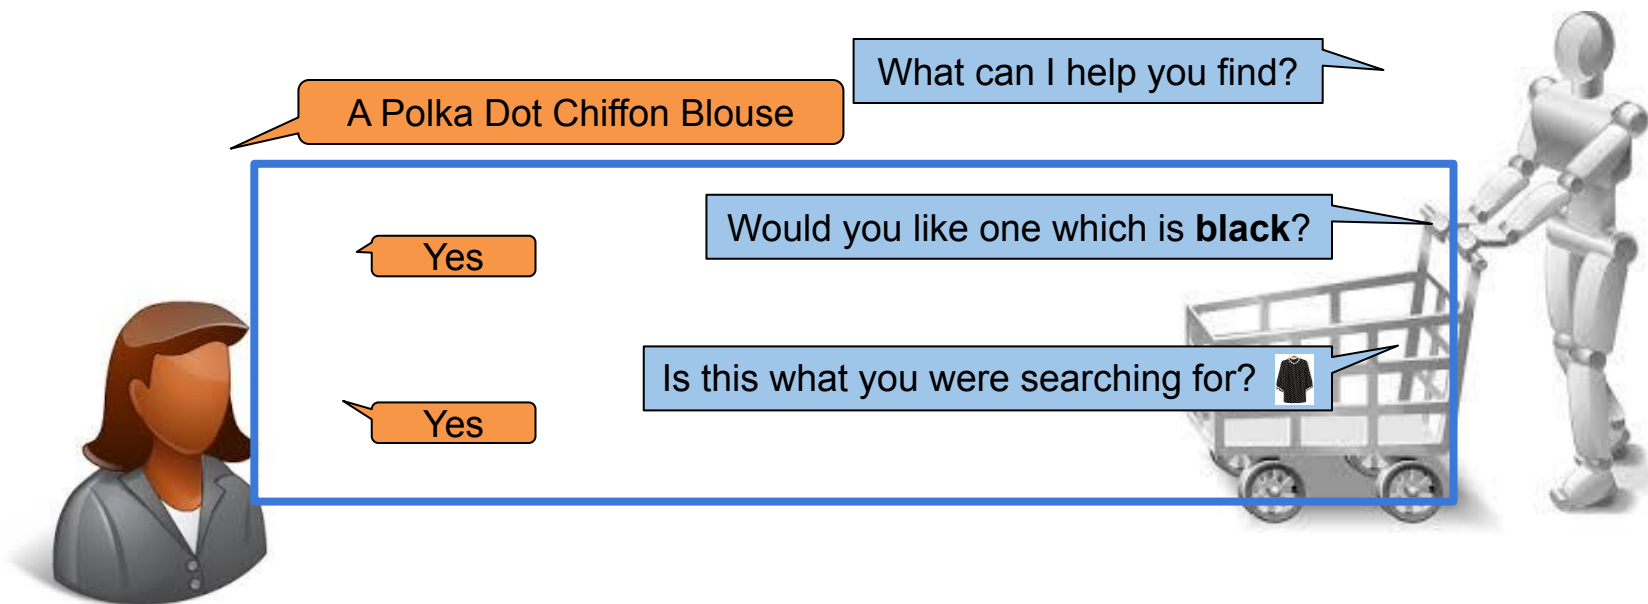 What can I help you find?
A Polka Dot Chiffon Blouse
Would you like one which is black?
Yes
Is this what you were searching for?
Yes